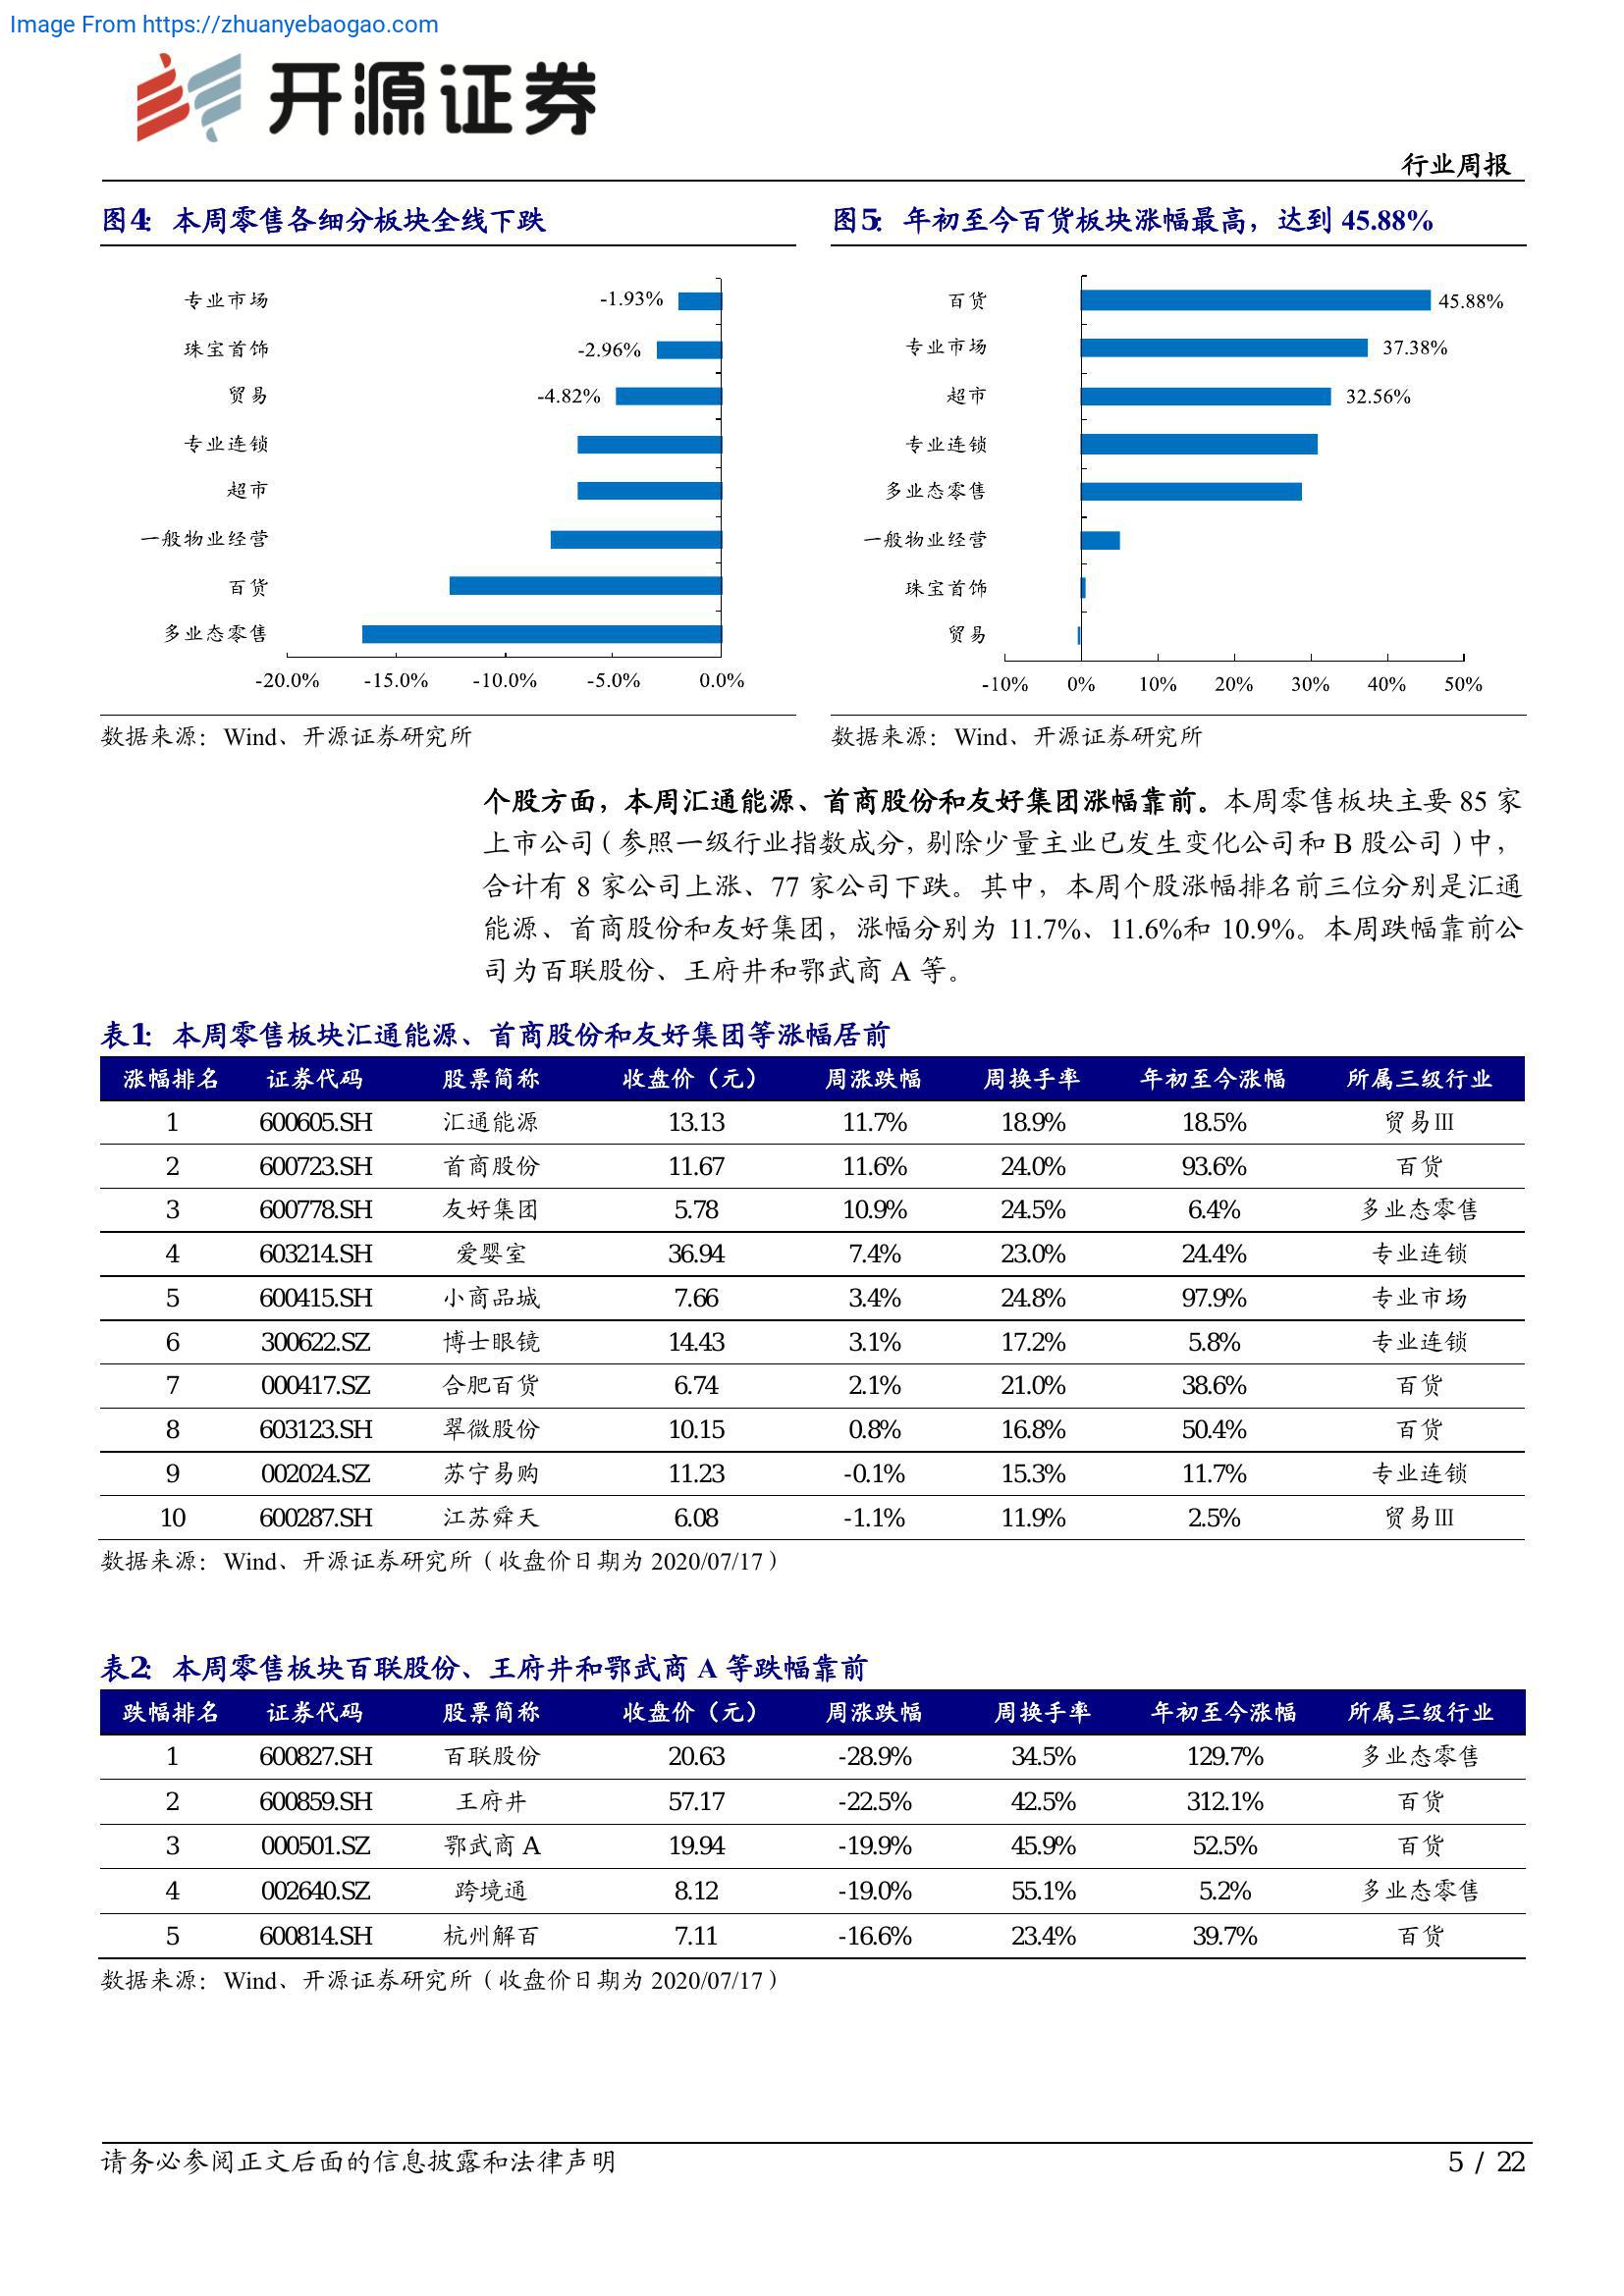 Image From https://zhuanyebaogao.com
开源证券
行业周报
图4：本周零售各细分板块全线下跌
专业市场 -1.93%
珠宝首饰 -2.96%
贸易 -4.82%
专业连锁
超市
一般物业经营
百货
多业态零售
-20.0% -15.0% -10.0% -5.0% 0.0%
数据来源：Wind、开源证券研究所
图5：年初至今百货板块涨幅最高，达到 45.88%
百货 45.88%
专业市场 37.38%
超市 32.56%
专业连锁
多业态零售
一般物业经营
珠宝首饰
贸易
-10% 0% 10% 20% 30% 40% 50%
数据来源：Wind、开源证券研究所
个股方面，本周汇通能源、首商股份和友好集团涨幅靠前。本周零售板块主要 85 家
上市公司（参照一级行业指数成分，剔除少量主业已发生变化公司和 B 股公司）中，
合计有 8 家公司上涨、77 家公司下跌。其中，本周个股涨幅排名前三位分别是汇通
能源、首商股份和友好集团，涨幅分别为 11.7%、11.6%和 10.9%。本周跌幅靠前公
司为百联股份、王府井和鄂武商 A 等。
表1：本周零售板块汇通能源、首商股份和友好集团等涨幅居前
涨幅排名 证券代码 股票简称 收盘价（元） 周涨跌幅 周换手率 年初至今涨幅 所属三级行业
1 600605.SH 汇通能源 13.13 11.7% 18.9% 18.5% 贸易Ⅲ
2 600723.SH 首商股份 11.67 11.6% 24.0% 93.6% 百货
3 600778.SH 友好集团 5.78 10.9% 24.5% 6.4% 多业态零售
4 603214.SH 爱婴室 36.94 7.4% 23.0% 24.4% 专业连锁
5 600415.SH 小商品城 7.66 3.4% 24.8% 97.9% 专业市场
6 300622.SZ 博士眼镜 14.43 3.1% 17.2% 5.8% 专业连锁
7 000417.SZ 合肥百货 6.74 2.1% 21.0% 38.6% 百货
8 603123.SH 翠微股份 10.15 0.8% 16.8% 50.4% 百货
9 002024.SZ 苏宁易购 11.23 -0.1% 15.3% 11.7% 专业连锁
10 600287.SH 江苏舜天 6.08 -1.1% 11.9% 2.5% 贸易Ⅲ
数据来源：Wind、开源证券研究所（收盘价日期为 2020/07/17）
表2：本周零售板块百联股份、王府井和鄂武商 A 等跌幅靠前
跌幅排名 证券代码 股票简称 收盘价（元） 周涨跌幅 周换手率 年初至今涨幅 所属三级行业
1 600827.SH 百联股份 20.63 -28.9% 34.5% 129.7% 多业态零售
2 600859.SH 王府井 57.17 -22.5% 42.5% 312.1% 百货
3 000501.SZ 鄂武商 A 19.94 -19.9% 45.9% 52.5% 百货
4 002640.SZ 跨境通 8.12 -19.0% 55.1% 5.2% 多业态零售
5 600814.SH 杭州解百 7.11 -16.6% 23.4% 39.7% 百货
数据来源：Wind、开源证券研究所（收盘价日期为 2020/07/17）
请务必参阅正文后面的信息披露和法律声明
5 / 22